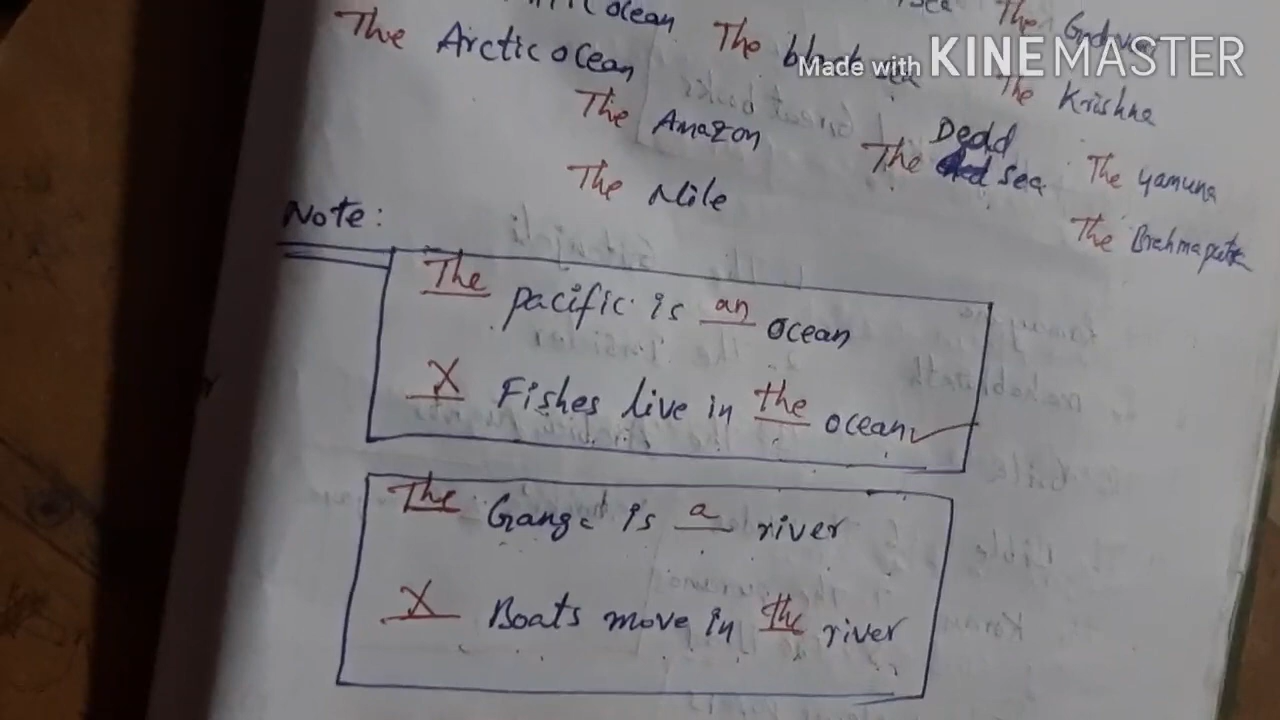 ocean
sea
The
The Arctic ocean
The black sea
Made with KINEMASTER
The Krishna
The Amazon
Dead
The sea
The yamuna
The Nile
The Brahmaputra
Note:
The pacific is an ocean
X Fishes live in the ocean
The Gange is a river
X Boats move in the river